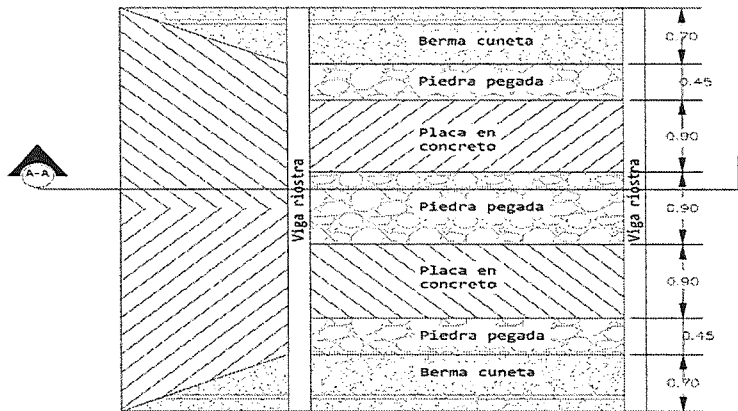 Berma cuneta
0.70
Piedra pegada
0.45
Placa en
concreto
0.90
A-A
Viga riostra
Viga riostra
Piedra pegada
0.90
Placa en
concreto
0.90
Piedra pegada
0.45
Berma cuneta
0.70